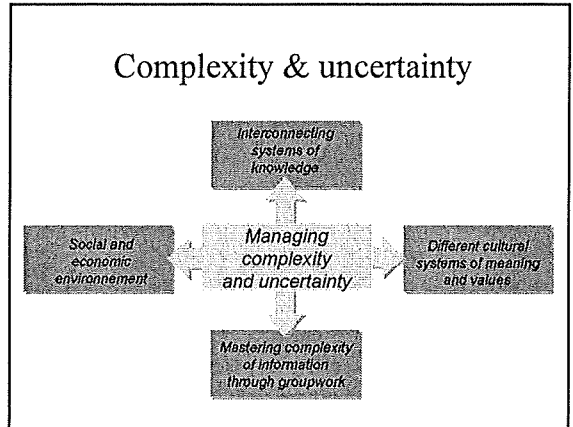 Complexity & uncertainty
Interconnecting
systems of
knowledge
Social and
economic
environnement
Managing
complexity
and uncertainty
Different cultural
systems of meaning
and values
Mastering complexity
of information
through groupwork